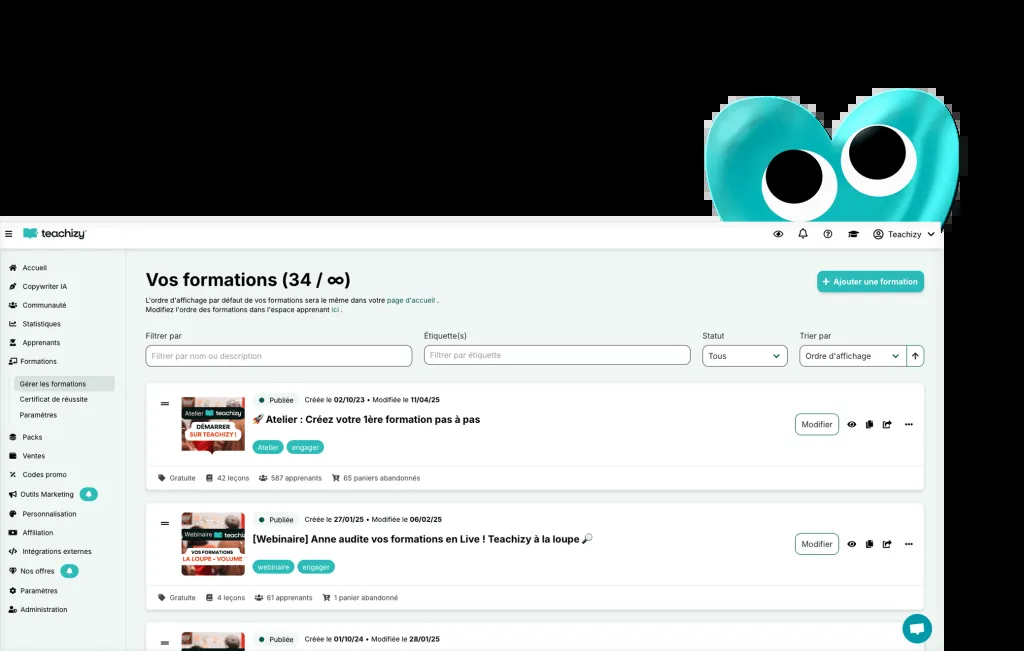 teachizy
Teachizy
Accueil
Copywriter IA
Communauté
Statistiques
Apprenants
Formations
Gérer les formations
Certificat de réussite
Paramètres
Packs
Ventes
Codes promo
Outils Marketing
Personnalisation
Affiliation
Intégrations externes
Nos offres
Paramètres
Administration
Vos formations (34 / ∞)
+ Ajouter une formation
L'ordre d'affichage par défaut de vos formations sera le même dans votre page d'accueil .
Modifiez l'ordre des formations dans l'espace apprenant ici .
Filtrer par
Filtrer par nom ou description
Étiquette(s)
Filtrer par étiquette
Statut
Tous
Trier par
Ordre d'affichage
Atelier teachizy
DÉMARRER
SUR TEACHIZY !
Publiée Créée le 02/10/23 • Modifiée le 11/04/25
🚀 Atelier : Créez votre 1ère formation pas à pas
Atelier engager
Modifier
Gratuite 42 leçons 587 apprenants 65 paniers abandonnés
Webinaire teachi
VOS FORMATIONS
LA LOUPE - VOLUME
Publiée Créée le 27/01/25 • Modifiée le 06/02/25
[Webinaire] Anne audite vos formations en Live ! Teachizy à la loupe 🔎
webinaire engager
Modifier
Gratuite 4 leçons 61 apprenants 1 panier abandonné
Publiée Créée le 01/10/24 • Modifiée le 28/01/25